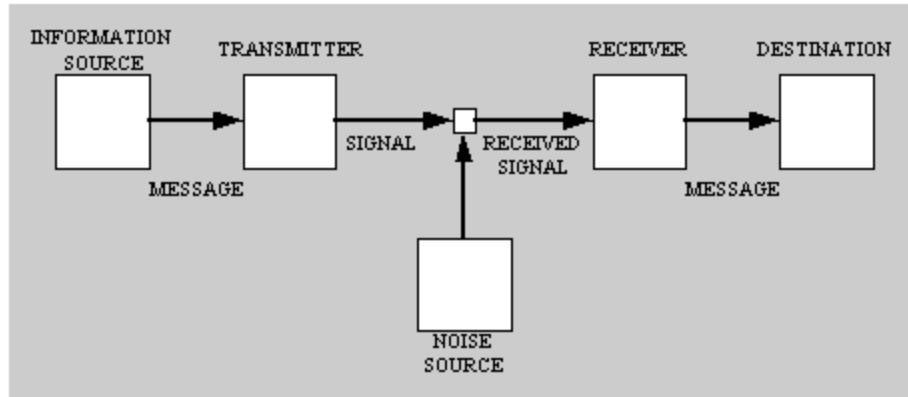 INFORMATION
SOURCE
TRANSMITTER
RECEIVER
DESTINATION
SIGNAL
RECEIVED
SIGNAL
MESSAGE
MESSAGE
NOISE
SOURCE